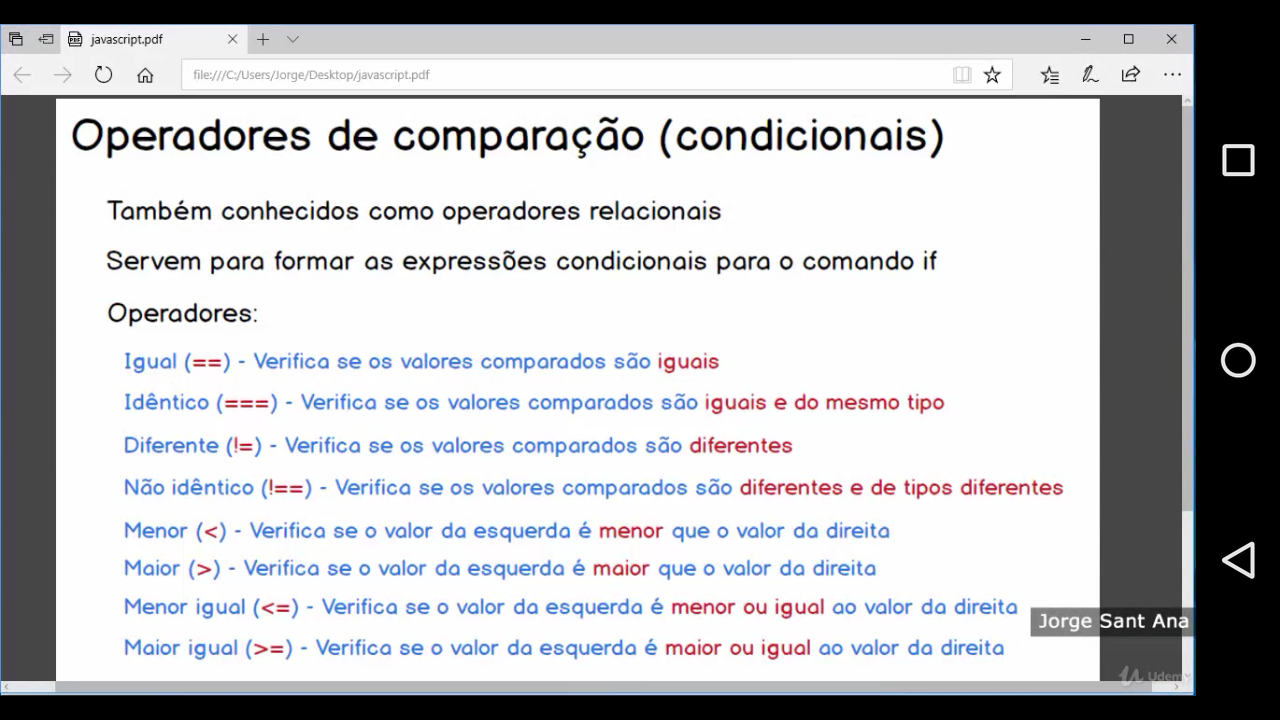 javascript.pdf
file:///C:/Users/Jorge/Desktop/javascript.pdf
Operadores de comparação (condicionais)
Também conhecidos como operadores relacionais
Servem para formar as expressões condicionais para o comando if
Operadores:
Igual (==) - Verifica se os valores comparados são iguais
Idêntico (===) - Verifica se os valores comparados são iguais e do mesmo tipo
Diferente (!=) - Verifica se os valores comparados são diferentes
Não idêntico (!==) - Verifica se os valores comparados são diferentes e de tipos diferentes
Menor (<) - Verifica se o valor da esquerda é menor que o valor da direita
Maior (>) - Verifica se o valor da esquerda é maior que o valor da direita
Menor igual (<=) - Verifica se o valor da esquerda é menor ou igual ao valor da direita
Jorge Sant Ana
Maior igual (>=) - Verifica se o valor da esquerda é maior ou igual ao valor da direita
Udemy